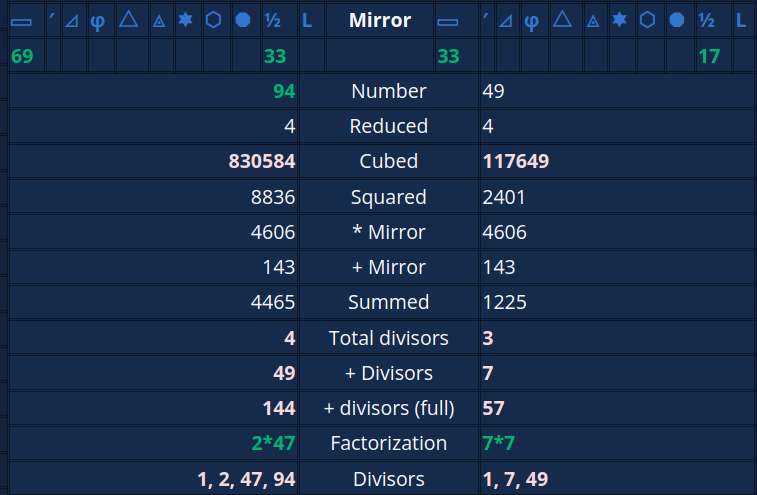 ▭ ′ ⊿ φ △ ◬ ✶ ⬡ ⬣ ½ L Mirror ▭ ′ ⊿ φ △ ◬ ✶ ⬡ ⬣ ½ L
69 33 33 17
94 Number 49
4 Reduced 4
830584 Cubed 117649
8836 Squared 2401
4606 * Mirror 4606
143 + Mirror 143
4465 Summed 1225
4 Total divisors 3
49 + Divisors 7
144 + divisors (full) 57
2*47 Factorization 7*7
1, 2, 47, 94 Divisors 1, 7, 49